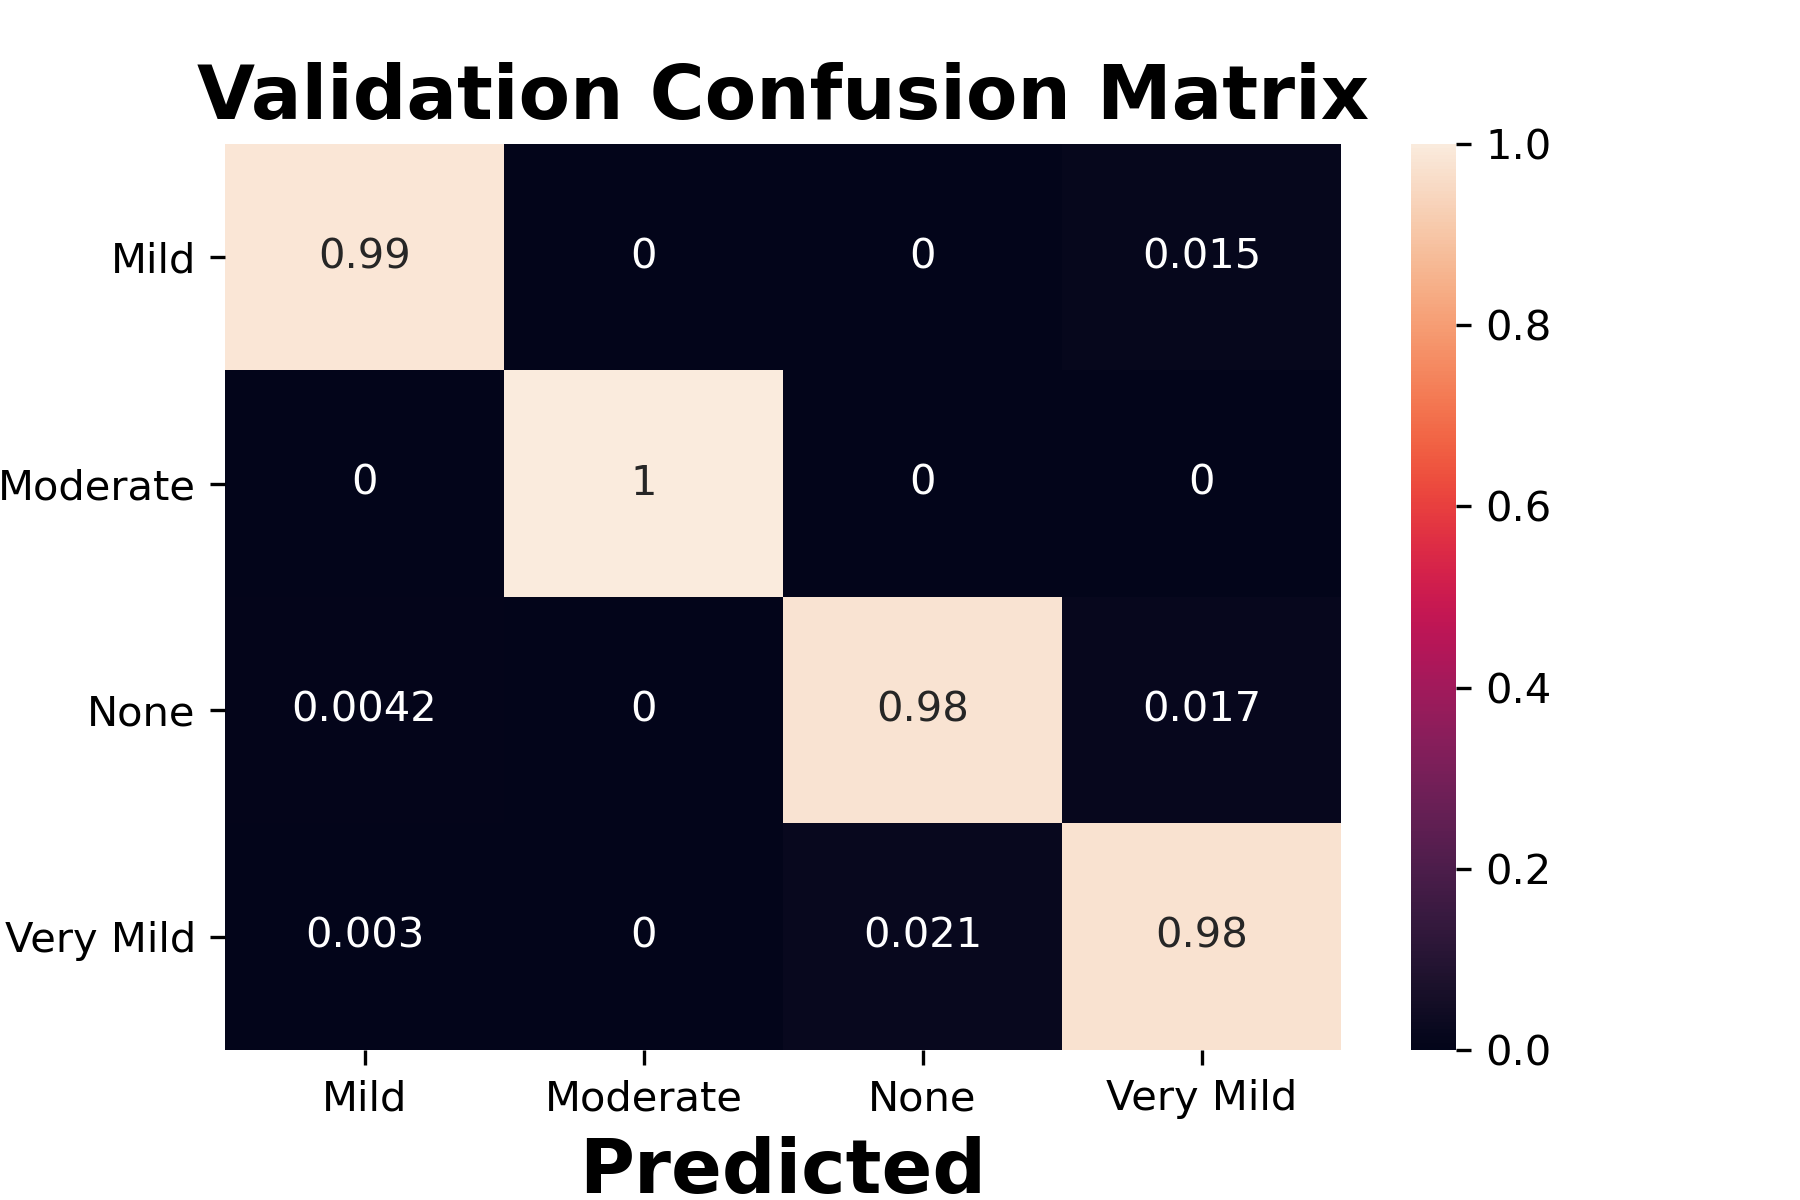 Validation Confusion Matrix
Mild 0.99 0 0 0.015
Moderate 0 1 0 0
None 0.0042 0 0.98 0.017
Very Mild 0.003 0 0.021 0.98
Mild Moderate None Very Mild
Predicted
1.0
0.8
0.6
0.4
0.2
0.0